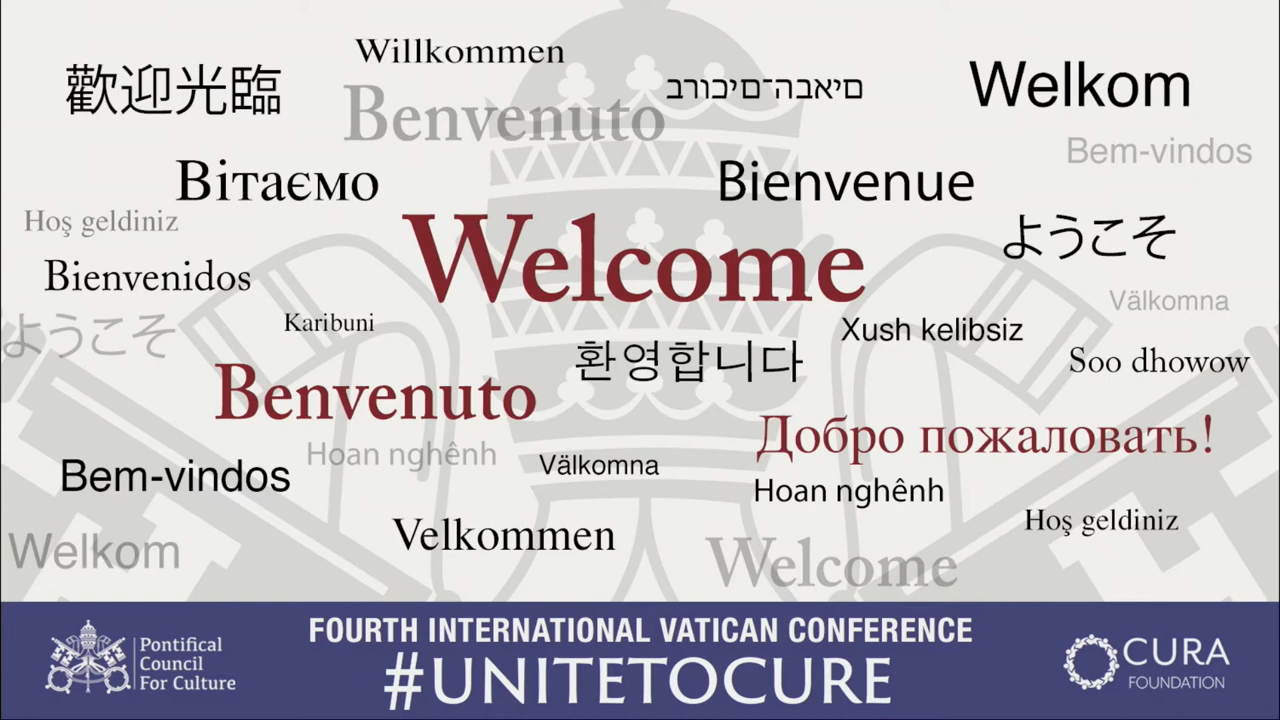 Willkommen
歡迎光臨
Benvenuto
םיאבה־םיכורב
Welkom
Bem-vindos
Вітаємо
Bienvenue
Hoş geldiniz
ようこそ
Welcome
Bienvenidos
Välkomna
Karibuni
Xush kelibsiz
ようこそ
환영합니다
Soo dhowow
Benvenuto
Добро пожаловать!
Hoan nghênh
Välkomna
Bem-vindos
Hoan nghênh
Hoş geldiniz
Velkommen
Welkom
Welcome
FOURTH INTERNATIONAL VATICAN CONFERENCE
#UNITETOCURE
Pontifical
Council
For Culture
CURA
FOUNDATION